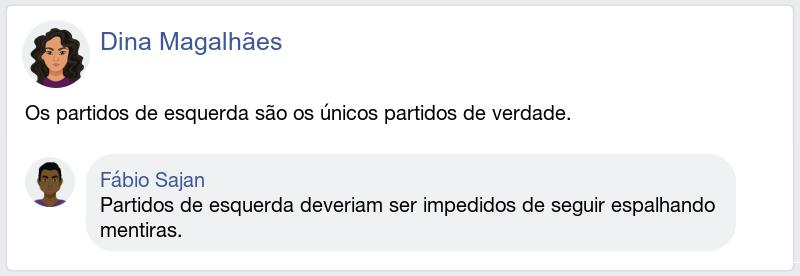 Dina Magalhães
Os partidos de esquerda são os únicos partidos de verdade.
Fábio Sajan
Partidos de esquerda deveriam ser impedidos de seguir espalhando
mentiras.